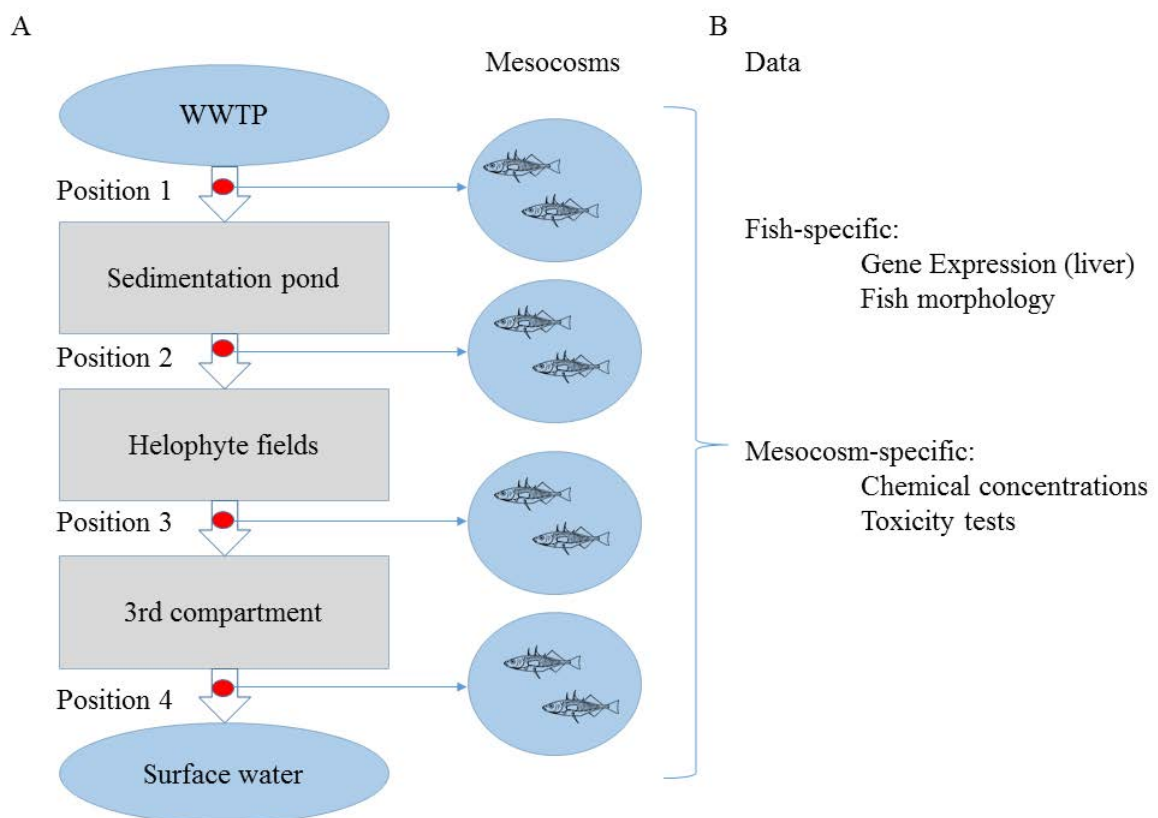 A
B
Mesocosms
Data
WWTP
Position 1
Sedimentation pond
Position 2
Helophyte fields
Position 3
3rd compartment
Position 4
Surface water
Fish-specific:
Gene Expression (liver)
Fish morphology
Mesocosm-specific:
Chemical concentrations
Toxicity tests